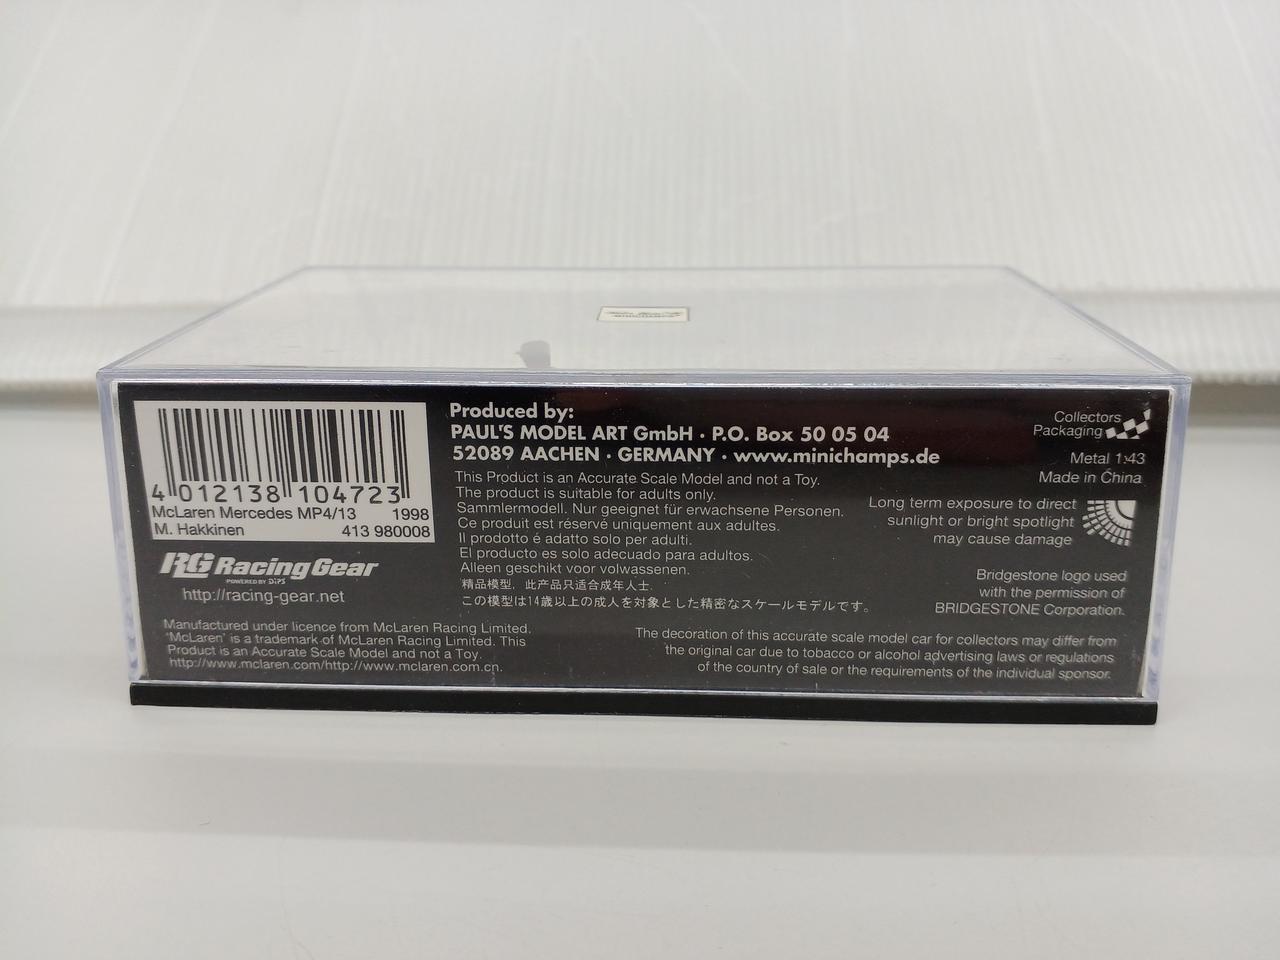 4 012138 104723
McLaren Mercedes MP4/13 1998
M. Hakkinen 413 980008
RG Racing Gear
POWERED BY DiPS
http://racing-gear.net
Manufactured under licence from McLaren Racing Limited.
'McLaren' is a trademark of McLaren Racing Limited. This
Product is an Accurate Scale Model and not a Toy.
http://www.mclaren.com/http://www.mclaren.com.cn.
Produced by:
PAUL'S MODEL ART GmbH · P.O. Box 50 05 04
52089 AACHEN · GERMANY · www.minichamps.de
This Product is an Accurate Scale Model and not a Toy.
The product is suitable for adults only.
Sammlermodell. Nur geeignet für erwachsene Personen.
Ce produit est réservé uniquement aux adultes.
Il prodotto é adatto solo per adulti.
El producto es solo adecuado para adultos.
Alleen geschikt voor volwassenen.
精品模型，此产品只适合成年人士.
この模型は14歳以上の成人を対象とした精密なスケールモデルです。
Collectors
Packaging
Metal 1:43
Made in China
Long term exposure to direct
sunlight or bright spotlight
may cause damage
Bridgestone logo used
with the permission of
BRIDGESTONE Corporation.
The decoration of this accurate scale model car for collectors may differ from
the original car due to tobacco or alcohol advertising laws or regulations
of the country of sale or the requirements of the individual sponsor.